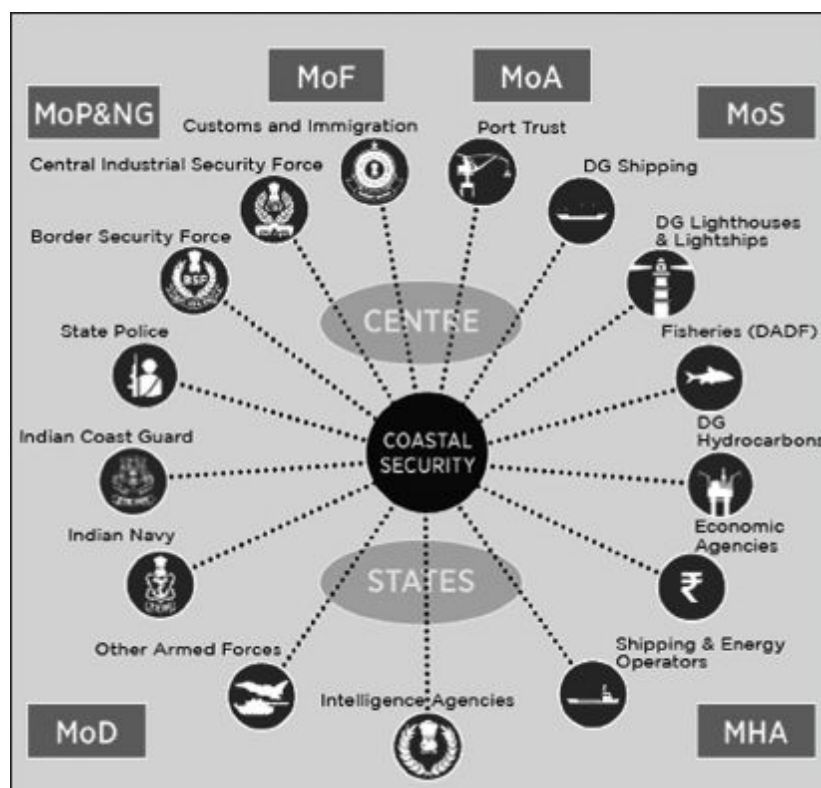 MoF
MoA
MoP&NG
MoS
Customs and Immigration
Port Trust
Central Industrial Security Force
DG Shipping
Border Security Force
DG Lighthouses
& Lightships
State Police
CENTRE
Fisheries (DADF)
Indian Coast Guard
COASTAL
SECURITY
DG
Hydrocarbons
Indian Navy
Economic
Agencies
STATES
₹
Other Armed Forces
Shipping & Energy
Operators
Intelligence Agencies
MoD
MHA